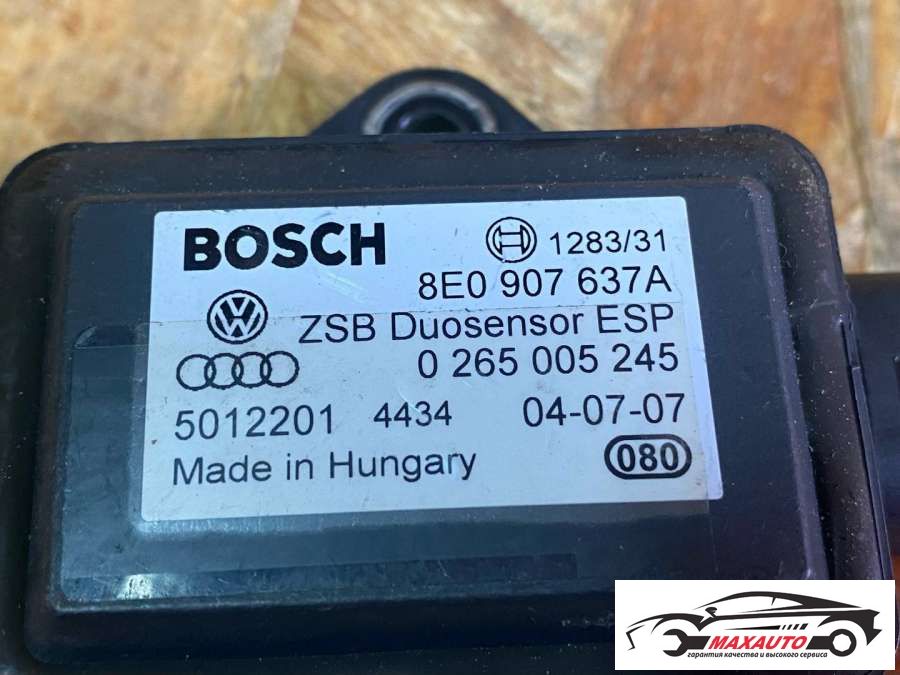 BOSCH 1283/31
8E0 907 637A
ZSB Duosensor ESP
0 265 005 245
5012201 4434 04-07-07
Made in Hungary 080
MAXAUTO
гарантия качества и высокого сервиса